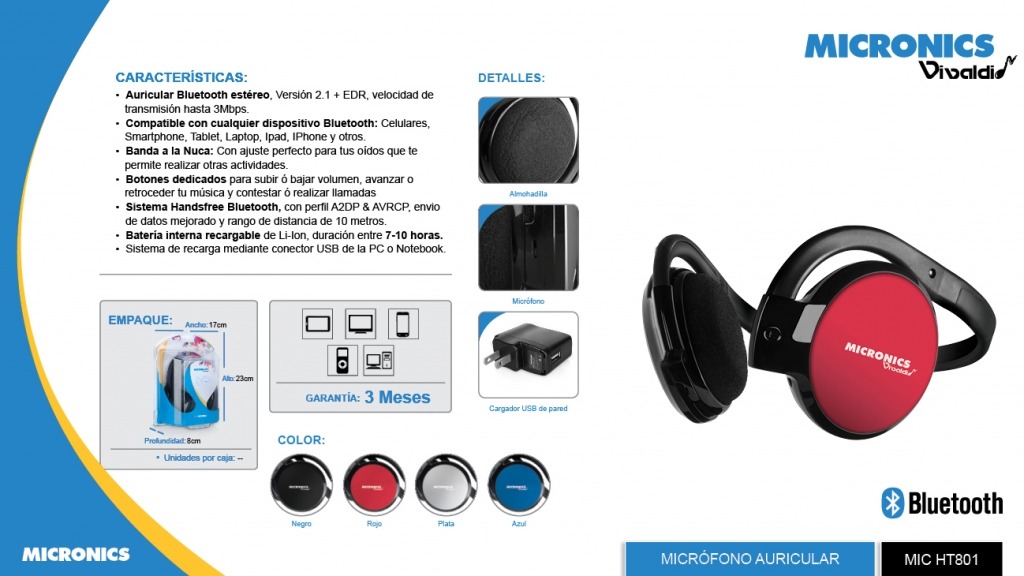 MICRONICS
Vivaldi
CARACTERÍSTICAS:
• Auricular Bluetooth estéreo, Versión 2.1 + EDR, velocidad de
transmisión hasta 3Mbps.
• Compatible con cualquier dispositivo Bluetooth: Celulares,
Smartphone, Tablet, Laptop, Ipad, IPhone y otros.
• Banda a la Nuca: Con ajuste perfecto para tus oídos que te
permite realizar otras actividades.
• Botones dedicados para subir ó bajar volumen, avanzar o
retroceder tu música y contestar ó realizar llamadas
• Sistema Handsfree Bluetooth, con perfil A2DP & AVRCP, envio
de datos mejorado y rango de distancia de 10 metros.
• Batería interna recargable de Li-Ion, duración entre 7-10 horas.
• Sistema de recarga mediante conector USB de la PC o Notebook.
DETALLES:
Almohadilla
Micrófono
Cargador USB de pared
EMPAQUE:
Ancho: 17cm
Alto: 23cm
Profundidad: 8cm
• Unidades por caja: --
GARANTÍA: 3 Meses
COLOR:
MICRONICS
MICRONICS
MICRONICS
MICRONICS
Negro
Rojo
Plata
Azul
MICRONICS
Vivaldi
Bluetooth
MICRONICS
MICRÓFONO AURICULAR
MIC HT801